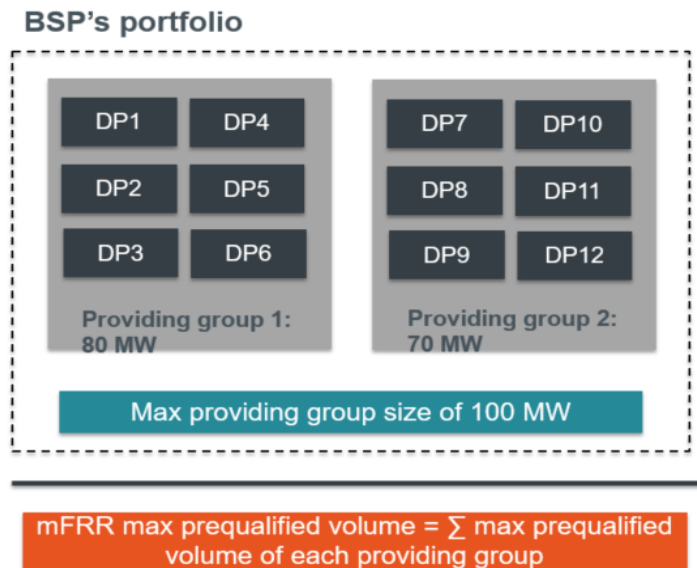 BSP's portfolio
DP1 DP4
DP2 DP5
DP3 DP6
Providing group 1:
80 MW
DP7 DP10
DP8 DP11
DP9 DP12
Providing group 2:
70 MW
Max providing group size of 100 MW
mFRR max prequalified volume = ∑ max prequalified
volume of each providing group